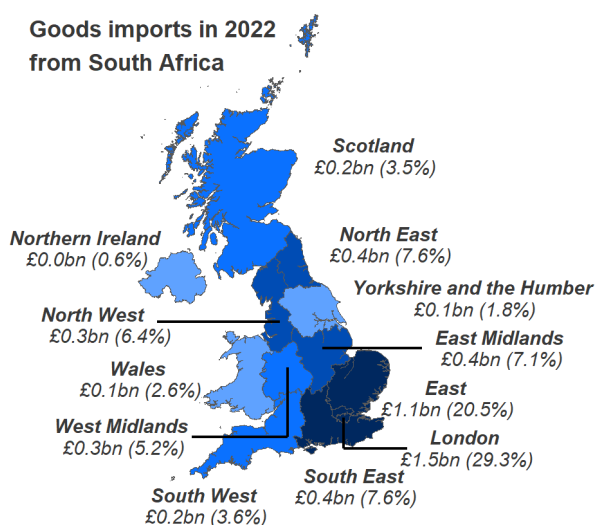 Goods imports in 2022
from South Africa
Scotland
£0.2bn (3.5%)
Northern Ireland
£0.0bn (0.6%)
North East
£0.4bn (7.6%)
Yorkshire and the Humber
£0.1bn (1.8%)
North West
£0.3bn (6.4%)
East Midlands
£0.4bn (7.1%)
Wales
£0.1bn (2.6%)
East
£1.1bn (20.5%)
West Midlands
£0.3bn (5.2%)
London
£1.5bn (29.3%)
South East
£0.4bn (7.6%)
South West
£0.2bn (3.6%)